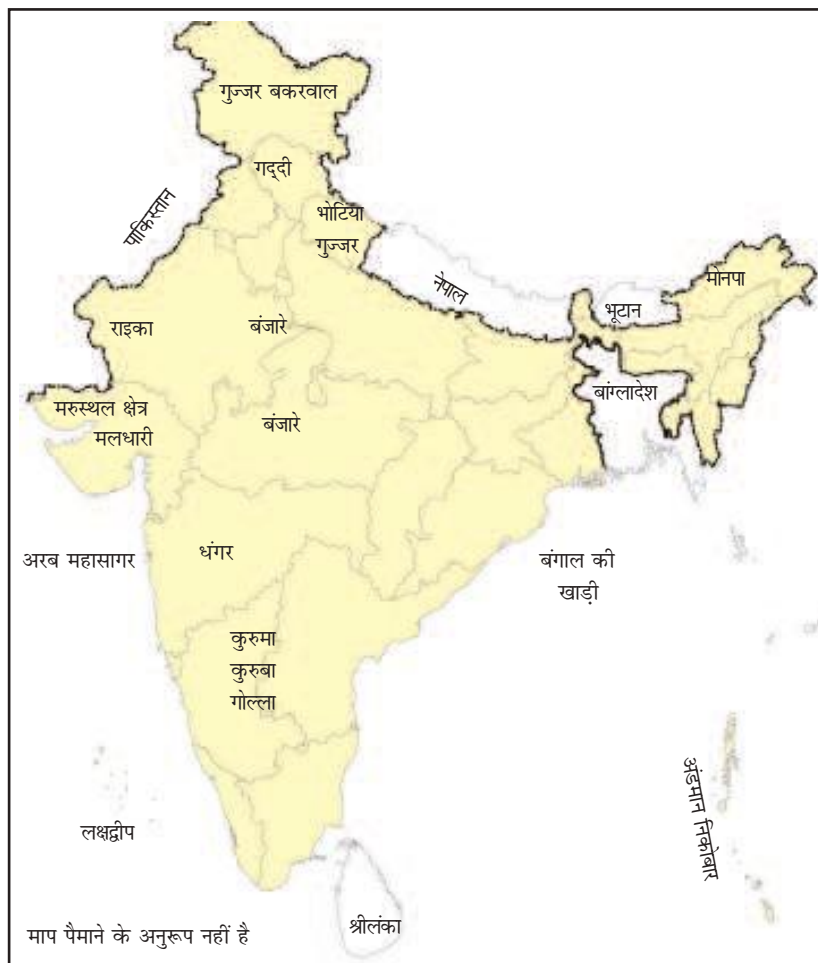 गुज्जर बकरवाल
गद्दी
भोटिया
गुज्जर
पाकिस्तान
नेपाल
मोनपा
भूटान
राइका
बंजारे
बांग्लादेश
मरुस्थल क्षेत्र
मलधारी
बंजारे
अरब महासागर
धंगर
बंगाल की
खाड़ी
कुरुमा
कुरुबा
गोल्ला
अंडमान निकोबार
लक्षद्वीप
श्रीलंका
माप पैमाने के अनुरूप नहीं है